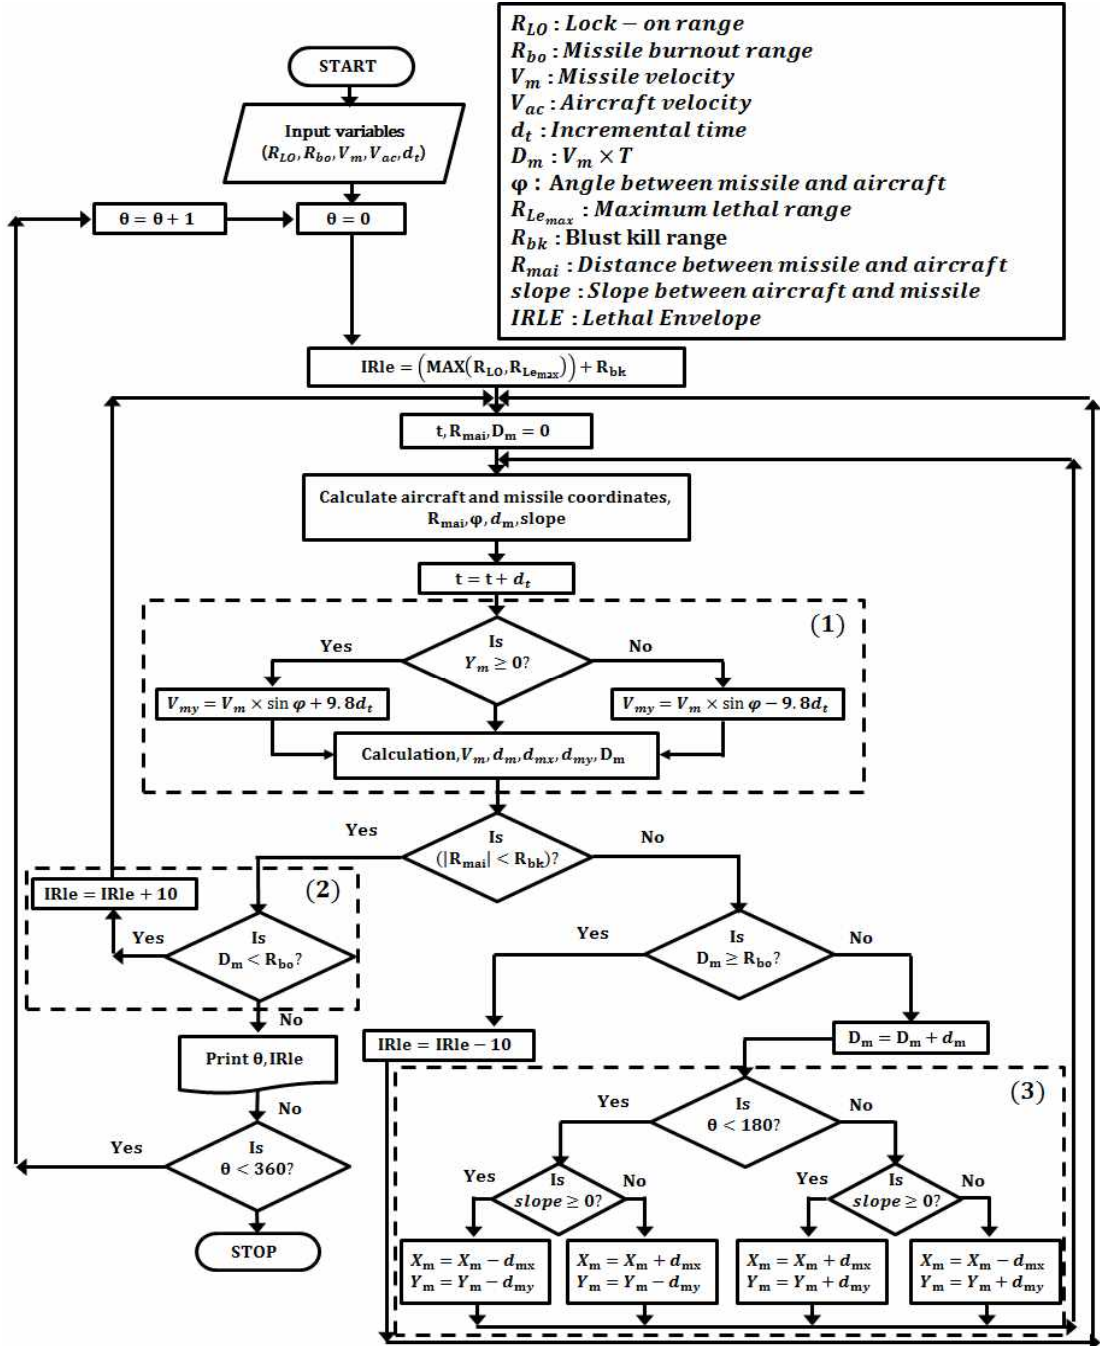 START
Input variables
(R_LO, R_bo, V_m, V_ac, d_t)
θ = θ + 1
θ = 0
R_LO : Lock − on range
R_bo : Missile burnout range
V_m : Missile velocity
V_ac : Aircraft velocity
d_t : Incremental time
D_m : V_m × T
φ : Angle between missile and aircraft
R_Le_max : Maximum lethal range
R_bk : Blust kill range
R_mai : Distance between missile and aircraft
slope : Slope between aircraft and missile
IRLE : Lethal Envelope
IRle = (MAX(R_LO, R_Le_max)) + R_bk
t, R_mai, D_m = 0
Calculate aircraft and missile coordinates,
R_mai, φ, d_m, slope
t = t + d_t
(1)
Yes
Is
Y_m ≥ 0?
No
V_my = V_m × sin φ + 9.8d_t
V_my = V_m × sin φ − 9.8d_t
Calculation, V_m, d_m, d_mx, d_my, D_m
Yes
Is
(|R_mai| < R_bk)?
No
IRle = IRle + 10
(2)
Yes
Is
D_m < R_bo?
No
Yes
Is
D_m ≥ R_bo?
No
IRle = IRle − 10
D_m = D_m + d_m
Print θ, IRle
No
Yes
Is
θ < 360?
STOP
(3)
Yes
Is
θ < 180?
No
Yes
Is
slope ≥ 0?
No
Yes
Is
slope ≥ 0?
No
X_m = X_m − d_mx
Y_m = Y_m − d_my
X_m = X_m + d_mx
Y_m = Y_m − d_my
X_m = X_m + d_mx
Y_m = Y_m + d_my
X_m = X_m − d_mx
Y_m = Y_m + d_my